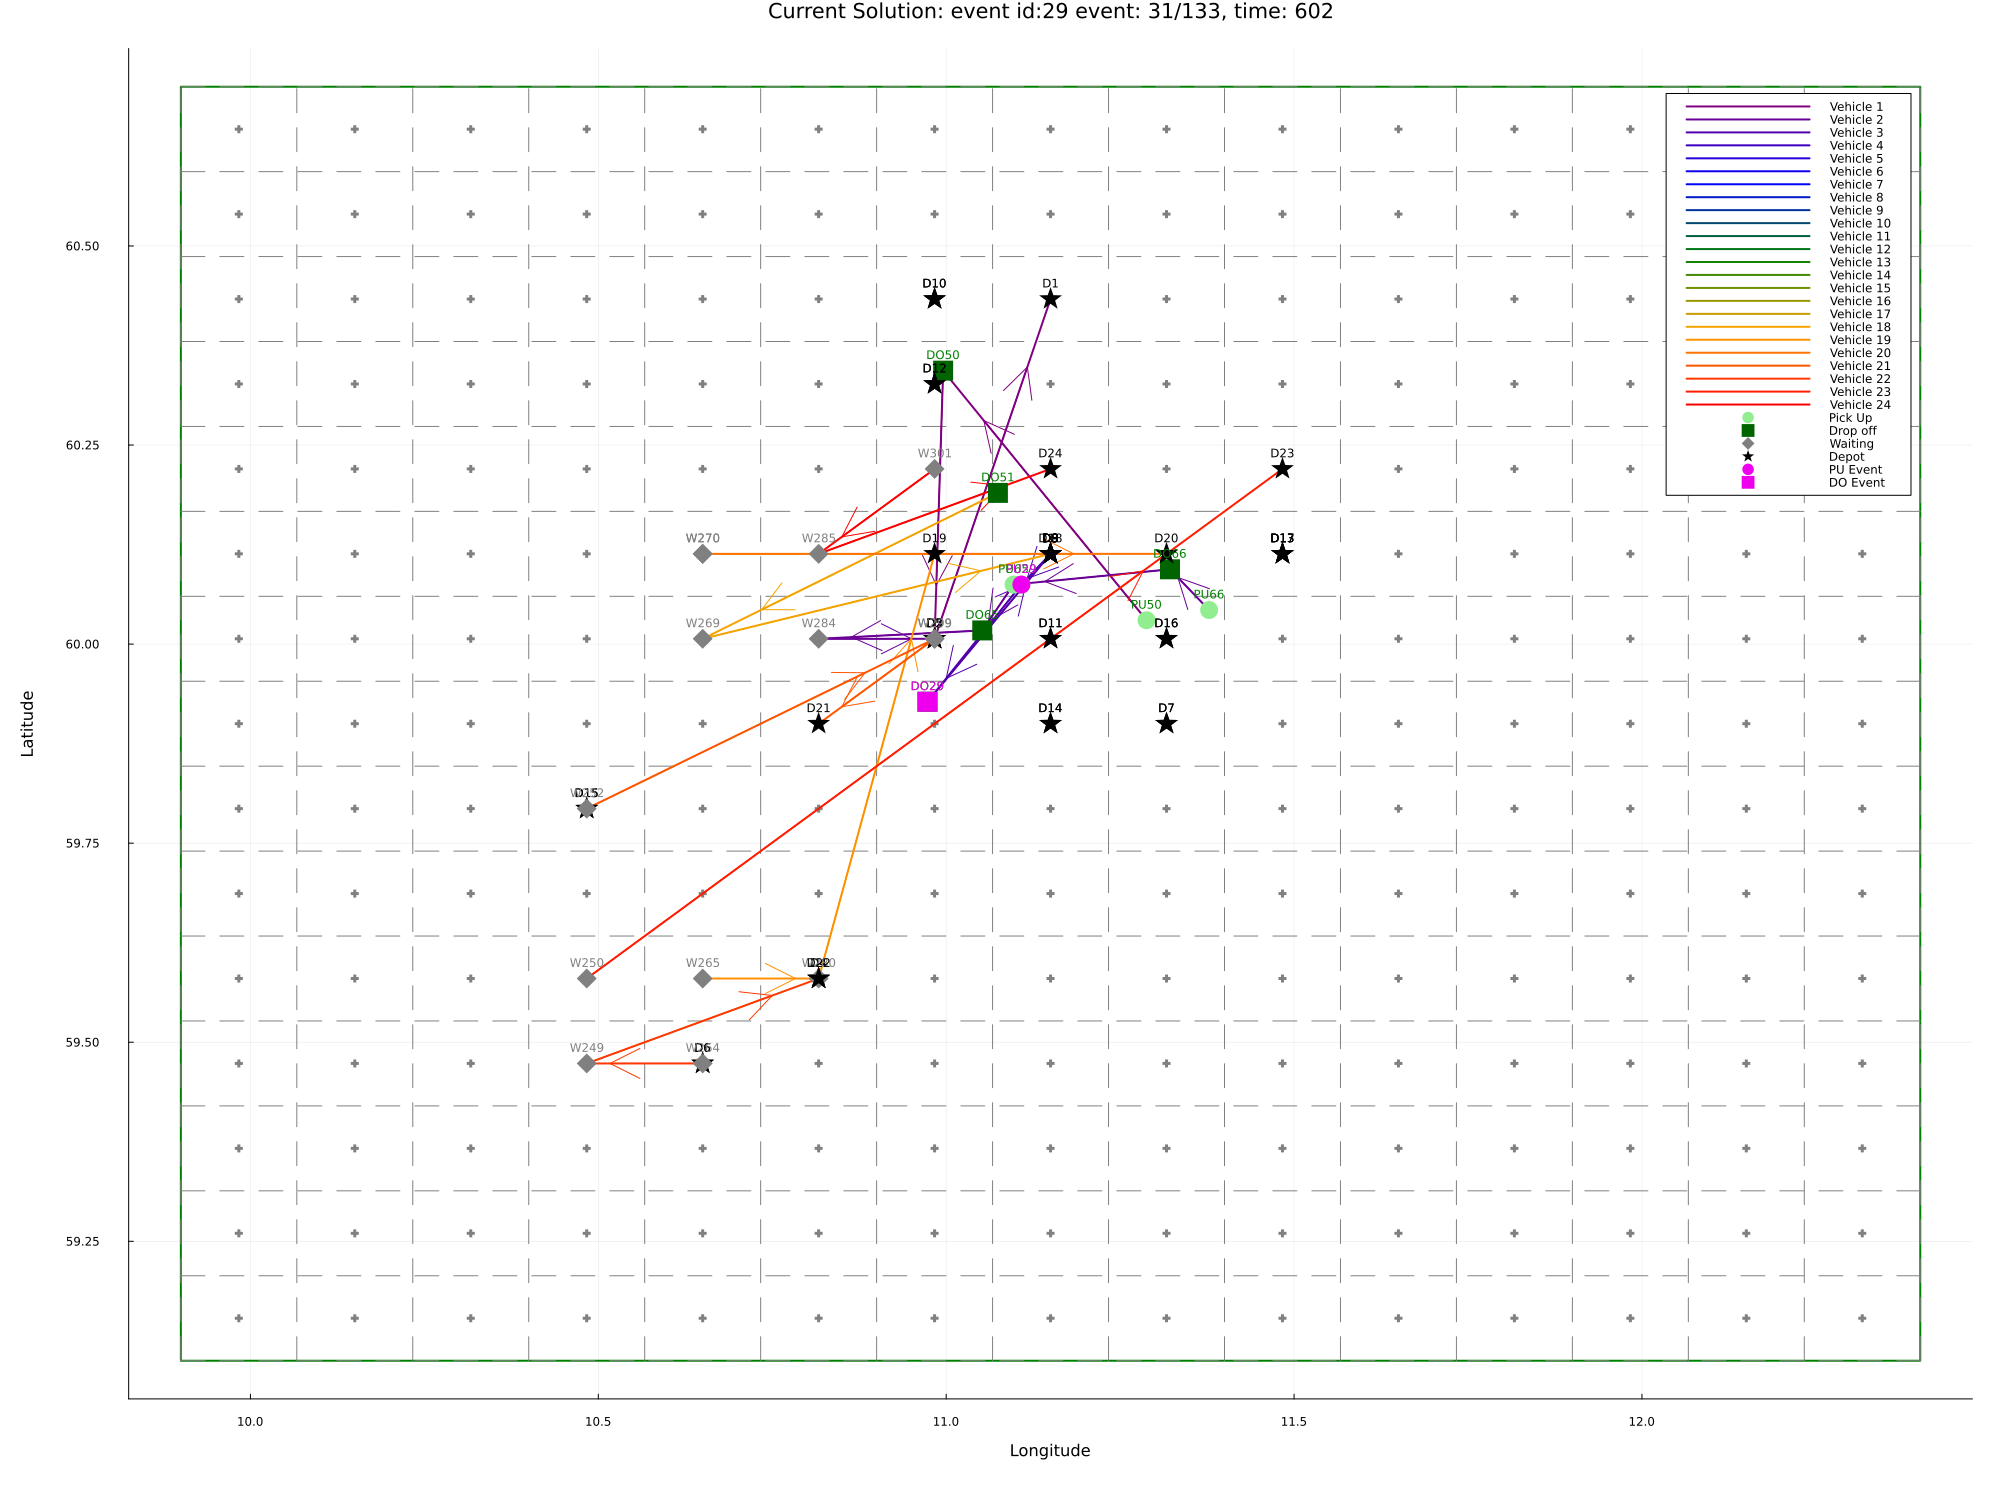 Current Solution: event id:29 event: 31/133, time: 602
Vehicle 1
Vehicle 2
Vehicle 3
Vehicle 4
Vehicle 5
Vehicle 6
Vehicle 7
Vehicle 8
Vehicle 9
Vehicle 10
Vehicle 11
Vehicle 12
Vehicle 13
Vehicle 14
Vehicle 15
Vehicle 16
Vehicle 17
Vehicle 18
Vehicle 19
Vehicle 20
Vehicle 21
Vehicle 22
Vehicle 23
Vehicle 24
Pick Up
Drop off
Waiting
Depot
PU Event
DO Event
60.50
60.25
60.00
59.75
59.50
59.25
Latitude
D10
D1
DO50
D12
W301
D24
D23
DO51
W270
W285
D19
D20
PU50
PU66
W269
W284
D11
D16
D21
D14
D7
D15
W250
W265
D22
W249
D6
10.0
10.5
11.0
11.5
12.0
Longitude